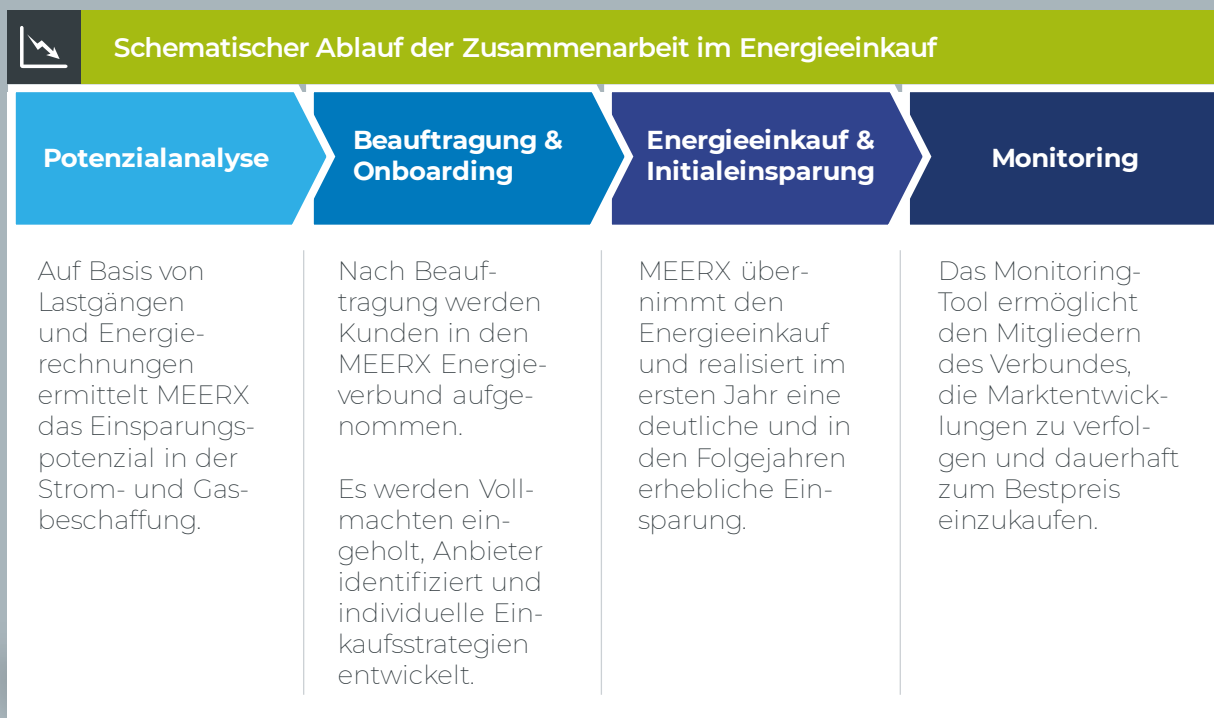 Schematischer Ablauf der Zusammenarbeit im Energieeinkauf
Potenzialanalyse
Beauftragung &
Onboarding
Energieeinkauf &
Initialeinsparung
Monitoring
Auf Basis von
Lastgängen
und Energie-
rechnungen
ermittelt MEERX
das Einsparungs-
potenzial in der
Strom- und Gas-
beschaffung.
Nach Beauf-
tragung werden
Kunden in den
MEERX Energie-
verbund aufge-
nommen.
Es werden Voll-
machten ein-
geholt, Anbieter
identifiziert und
individuelle Ein-
kaufsstrategien
entwickelt.
MEERX über-
nimmt den
Energieeinkauf
und realisiert im
ersten Jahr eine
deutliche und in
den Folgejahren
erhebliche Ein-
sparung.
Das Monitoring-
Tool ermöglicht
den Mitgliedern
des Verbundes,
die Marktentwick-
lungen zu verfol-
gen und dauerhaft
zum Bestpreis
einzukaufen.